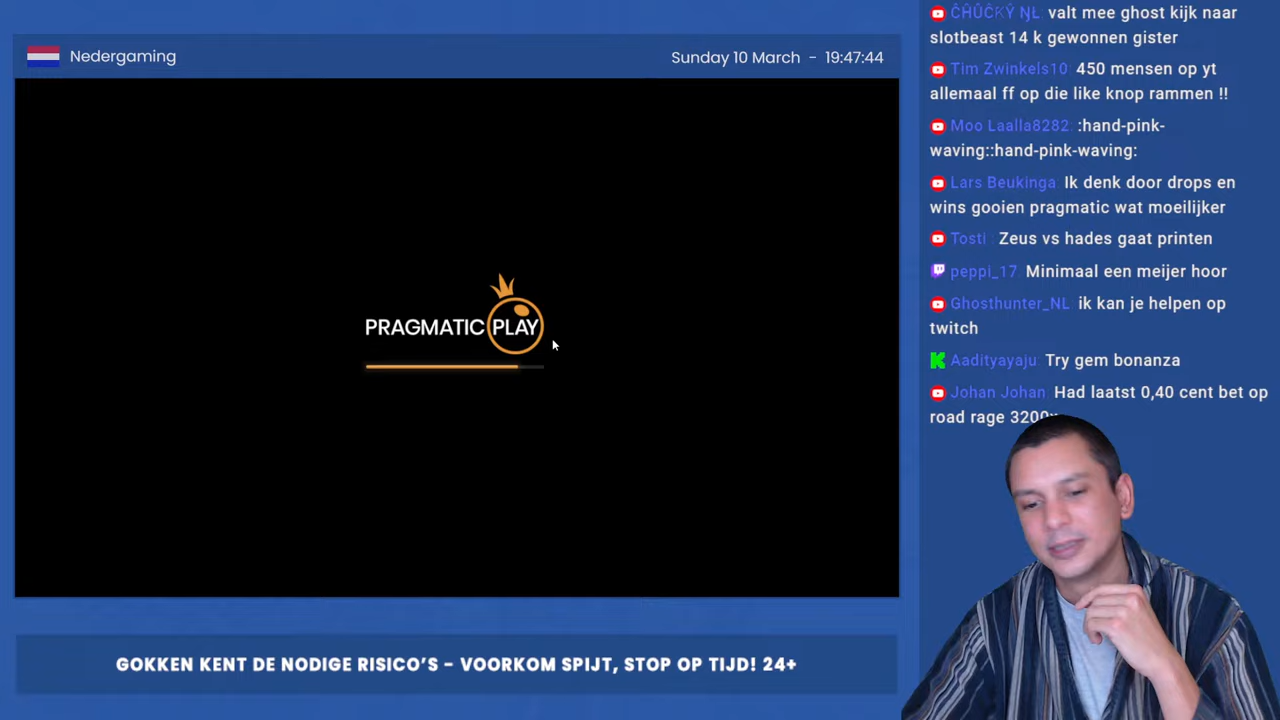 Nedergaming
Sunday 10 March - 19:47:44
PRAGMATIC PLAY
GOKKEN KENT DE NODIGE RISICO'S - VOORKOM SPIJT, STOP OP TIJD! 24+
ĈĤÛĈҜŶ ŅĿ: valt mee ghost kijk naar
slotbeast 14 k gewonnen gister
Tim Zwinkels10: 450 mensen op yt
allemaal ff op die like knop rammen !!
Moo Laalla8282: :hand-pink-
waving::hand-pink-waving:
Lars Beukinga: Ik denk door drops en
wins gooien pragmatic wat moeilijker
Tosti : Zeus vs hades gaat printen
peppi_17: Minimaal een meijer hoor
Ghosthunter_NL: ik kan je helpen op
twitch
Aadityayaju: Try gem bonanza
Johan Johan: Had laatst 0,40 cent bet op
road rage 3200x